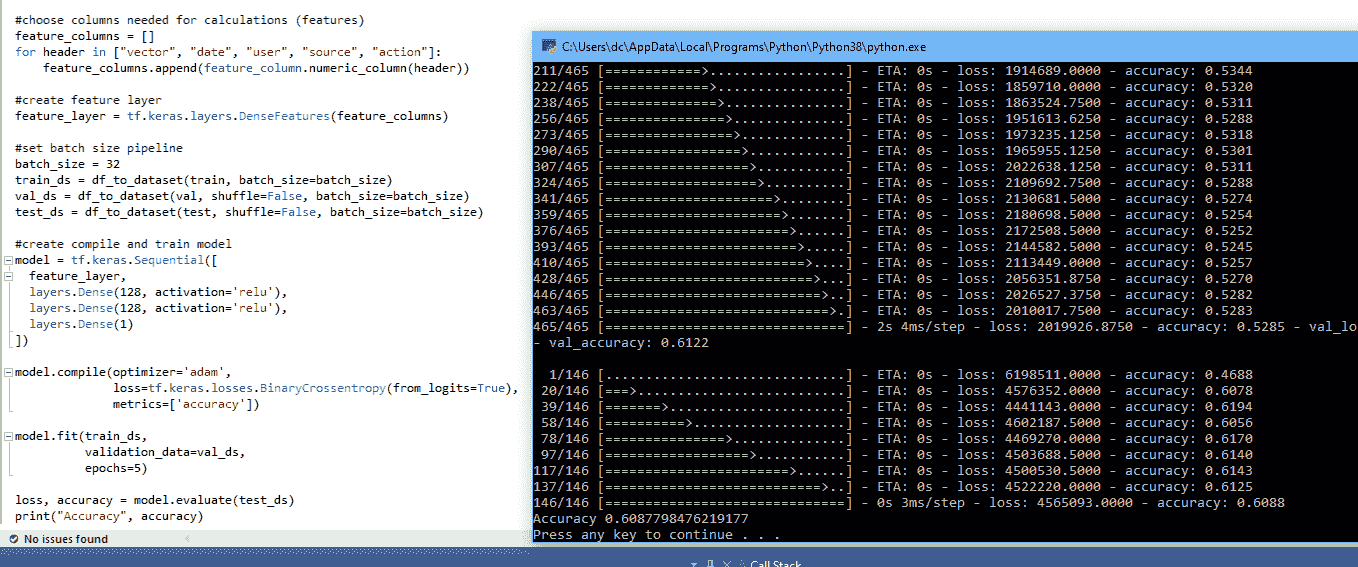 #choose columns needed for calculations (features)
feature_columns = []
for header in ["vector", "date", "user", "source", "action"]:
    feature_columns.append(feature_column.numeric_column(header))
#create feature layer
feature_layer = tf.keras.layers.DenseFeatures(feature_columns)
#set batch size pipeline
batch_size = 32
train_ds = df_to_dataset(train, batch_size=batch_size)
val_ds = df_to_dataset(val, shuffle=False, batch_size=batch_size)
test_ds = df_to_dataset(test, shuffle=False, batch_size=batch_size)
#create compile and train model
model = tf.keras.Sequential([
  feature_layer,
  layers.Dense(128, activation='relu'),
  layers.Dense(128, activation='relu'),
  layers.Dense(1)
])
model.compile(optimizer='adam',
             loss=tf.keras.losses.BinaryCrossentropy(from_logits=True),
             metrics=['accuracy'])
model.fit(train_ds,
         validation_data=val_ds,
         epochs=5)
loss, accuracy = model.evaluate(test_ds)
print("Accuracy", accuracy)
No issues found
C:\Users\dc\AppData\Local\Programs\Python\Python38\python.exe
211/465 [============>.................] - ETA: 0s - loss: 1914689.0000 - accuracy: 0.5344
222/465 [=============>................] - ETA: 0s - loss: 1859710.0000 - accuracy: 0.5320
238/465 [==============>...............] - ETA: 0s - loss: 1863524.7500 - accuracy: 0.5311
256/465 [===============>..............] - ETA: 0s - loss: 1951613.6250 - accuracy: 0.5288
273/465 [================>.............] - ETA: 0s - loss: 1973235.1250 - accuracy: 0.5318
290/465 [=================>............] - ETA: 0s - loss: 1965955.1250 - accuracy: 0.5301
307/465 [==================>...........] - ETA: 0s - loss: 2022638.1250 - accuracy: 0.5311
324/465 [===================>..........] - ETA: 0s - loss: 2109692.7500 - accuracy: 0.5288
341/465 [=====================>........] - ETA: 0s - loss: 2130681.5000 - accuracy: 0.5274
359/465 [======================>.......] - ETA: 0s - loss: 2180698.5000 - accuracy: 0.5254
376/465 [=======================>......] - ETA: 0s - loss: 2172508.5000 - accuracy: 0.5252
393/465 [========================>.....] - ETA: 0s - loss: 2144582.5000 - accuracy: 0.5245
410/465 [=========================>....] - ETA: 0s - loss: 2113449.0000 - accuracy: 0.5257
428/465 [==========================>...] - ETA: 0s - loss: 2056351.8750 - accuracy: 0.5270
446/465 [===========================>..] - ETA: 0s - loss: 2026527.3750 - accuracy: 0.5282
463/465 [============================>.] - ETA: 0s - loss: 2010017.7500 - accuracy: 0.5283
465/465 [==============================] - 2s 4ms/step - loss: 2019926.8750 - accuracy: 0.5285 - val_lo
- val_accuracy: 0.6122
  1/146 [..............................] - ETA: 0s - loss: 6198511.0000 - accuracy: 0.4688
 20/146 [===>..........................] - ETA: 0s - loss: 4576352.0000 - accuracy: 0.6078
 39/146 [=======>......................] - ETA: 0s - loss: 4441143.0000 - accuracy: 0.6194
 58/146 [==========>...................] - ETA: 0s - loss: 4602187.5000 - accuracy: 0.6056
 78/146 [===============>..............] - ETA: 0s - loss: 4469270.0000 - accuracy: 0.6170
 97/146 [==================>...........] - ETA: 0s - loss: 4503688.5000 - accuracy: 0.6140
117/146 [=======================>......] - ETA: 0s - loss: 4500530.5000 - accuracy: 0.6143
137/146 [===========================>..] - ETA: 0s - loss: 4522220.0000 - accuracy: 0.6125
146/146 [==============================] - 0s 3ms/step - loss: 4565093.0000 - accuracy: 0.6088
Accuracy 0.6087798476219177
Press any key to continue . . .
Call Stack